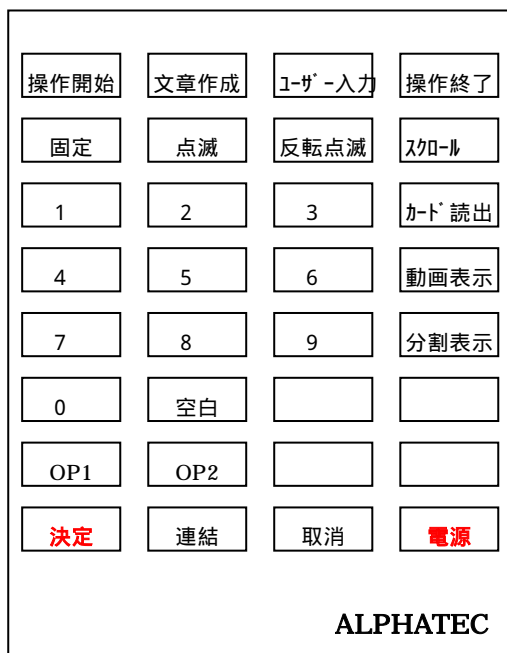 操作開始 文章作成 ﾕｰｻﾞｰ入力 操作終了
固定 点滅 反転点滅 ｽｸﾛｰﾙ
1 2 3 ｶｰﾄﾞ読出
4 5 6 動画表示
7 8 9 分割表示
0 空白
OP1 OP2
決定 連結 取消 電源
ALPHATEC